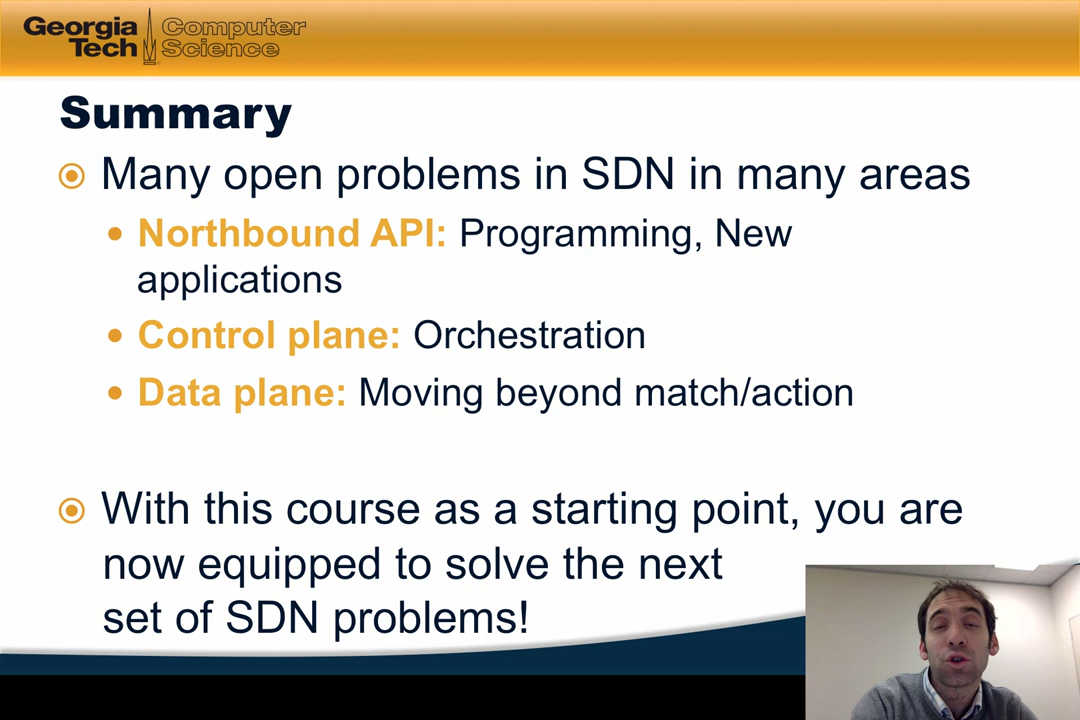 Georgia Tech
Computer Science
Summary
Many open problems in SDN in many areas
Northbound API: Programming, New
applications
Control plane: Orchestration
Data plane: Moving beyond match/action
With this course as a starting point, you are
now equipped to solve the next
set of SDN problems!